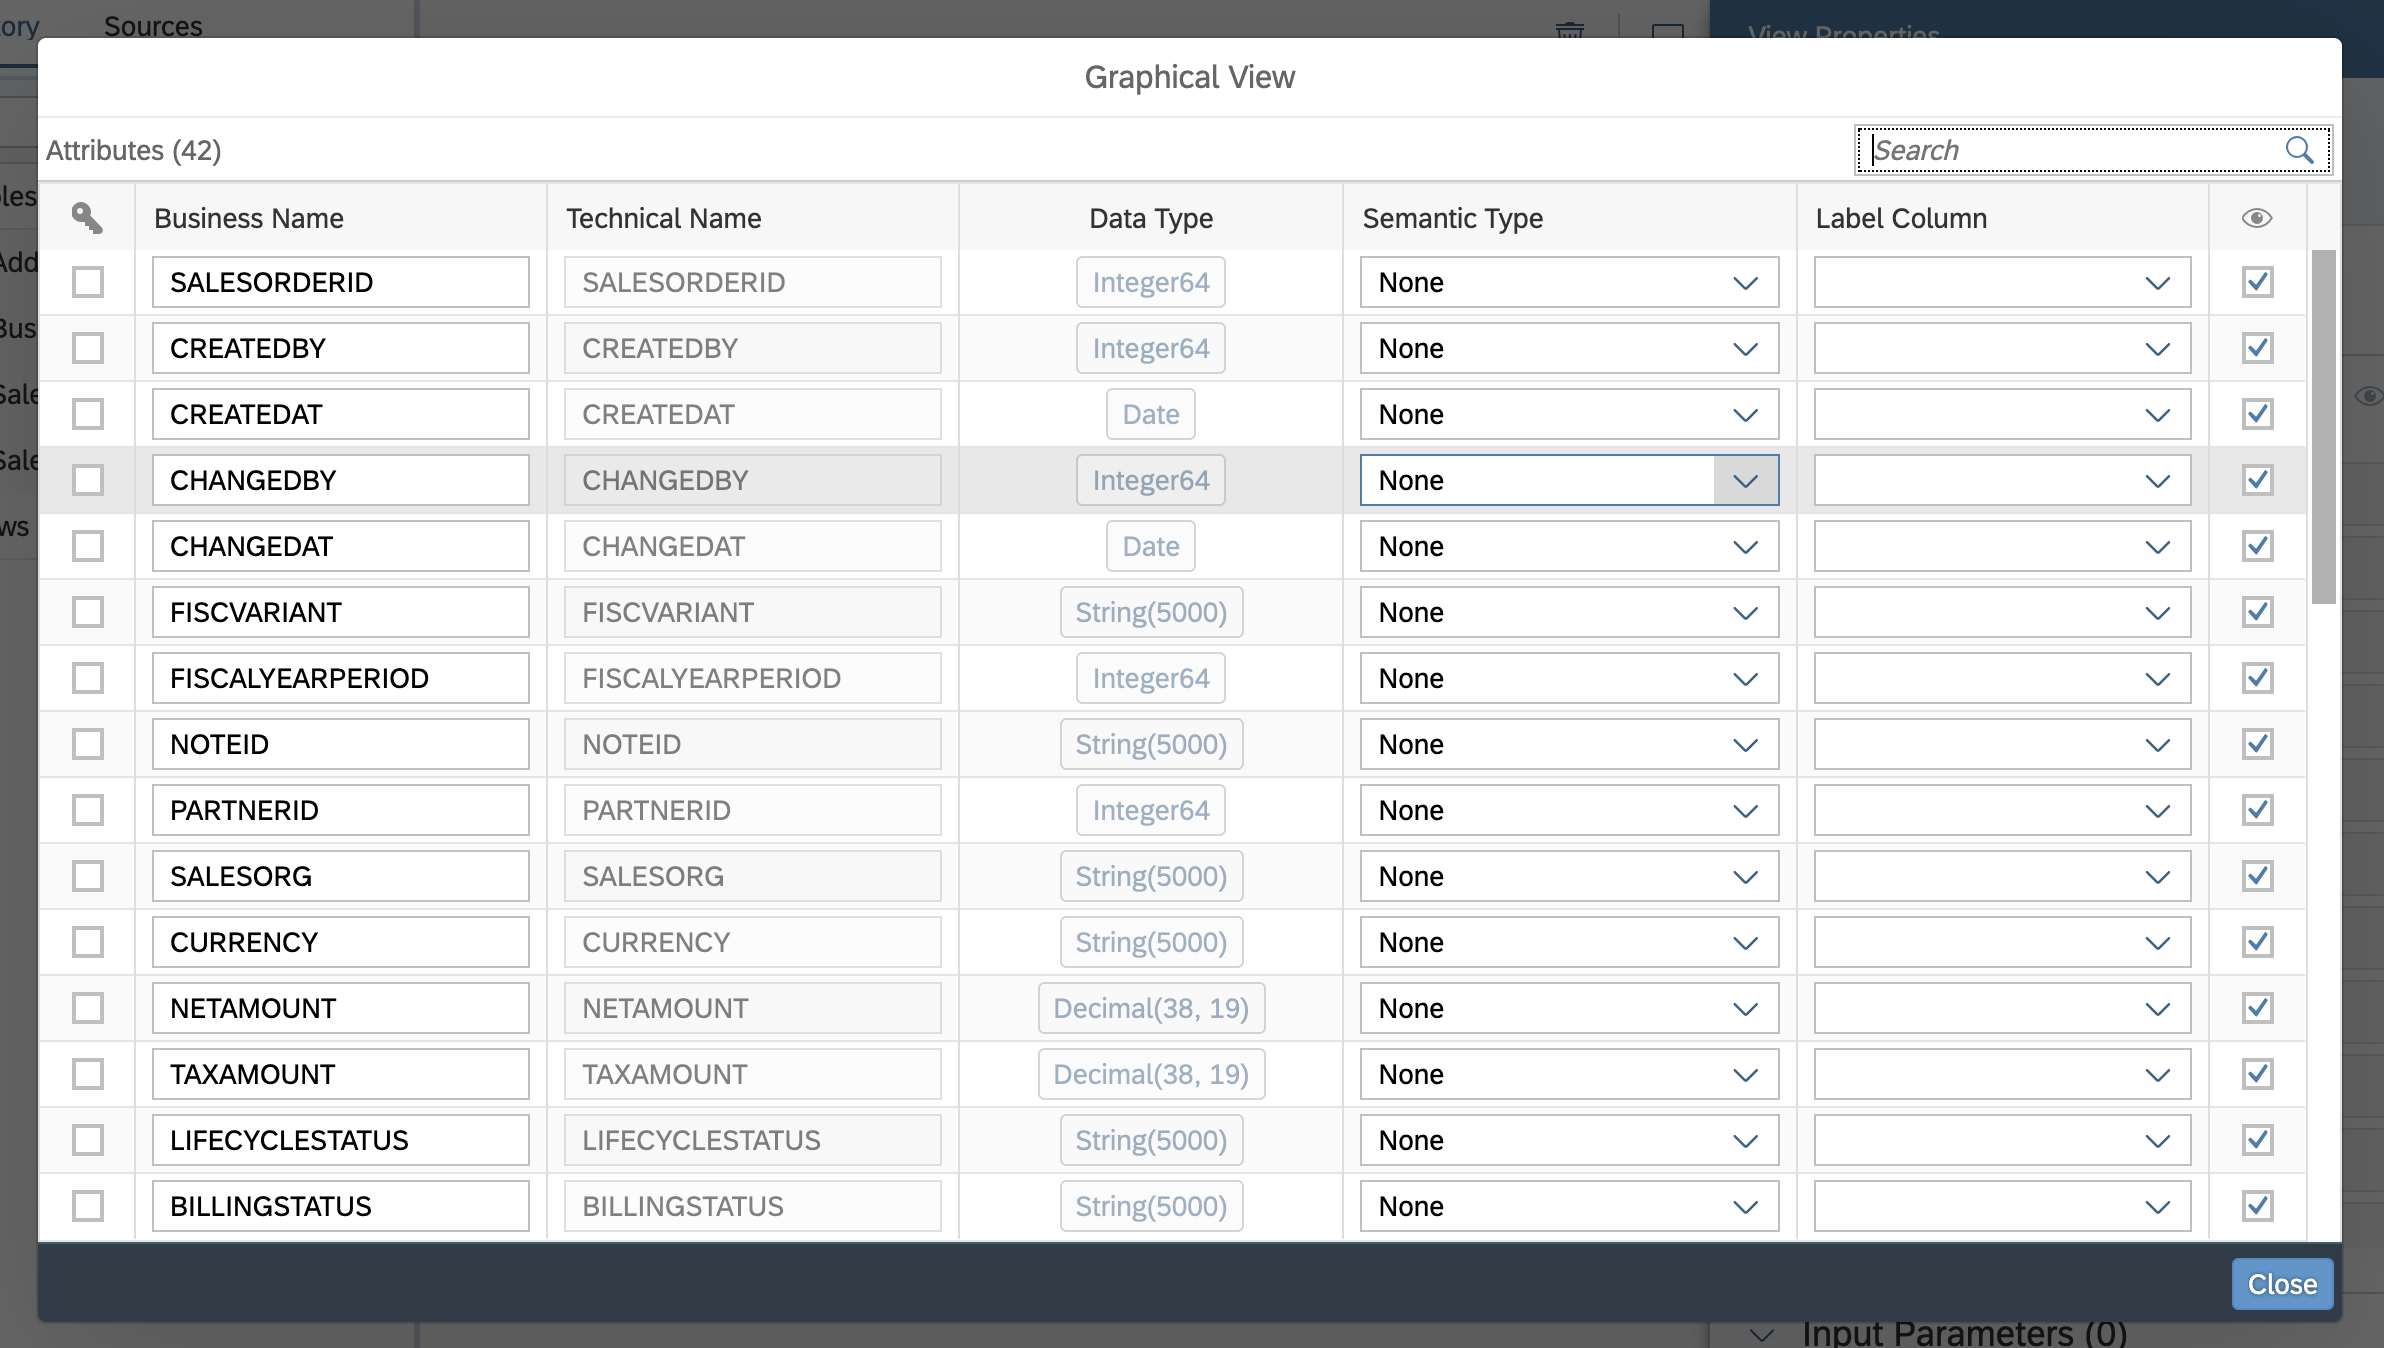 ory Sources
View Properties
Graphical View
Attributes (42) Search
Business Name Technical Name Data Type Semantic Type Label Column
SALESORDERID SALESORDERID Integer64 None
CREATEDBY CREATEDBY Integer64 None
CREATEDAT CREATEDAT Date None
CHANGEDBY CHANGEDBY Integer64 None
CHANGEDAT CHANGEDAT Date None
FISCVARIANT FISCVARIANT String(5000) None
FISCALYEARPERIOD FISCALYEARPERIOD Integer64 None
NOTEID NOTEID String(5000) None
PARTNERID PARTNERID Integer64 None
SALESORG SALESORG String(5000) None
CURRENCY CURRENCY String(5000) None
NETAMOUNT NETAMOUNT Decimal(38, 19) None
TAXAMOUNT TAXAMOUNT Decimal(38, 19) None
LIFECYCLESTATUS LIFECYCLESTATUS String(5000) None
BILLINGSTATUS BILLINGSTATUS String(5000) None
Close
Input Parameters (0)
les
Add
Bus
Sale
Sale
ws